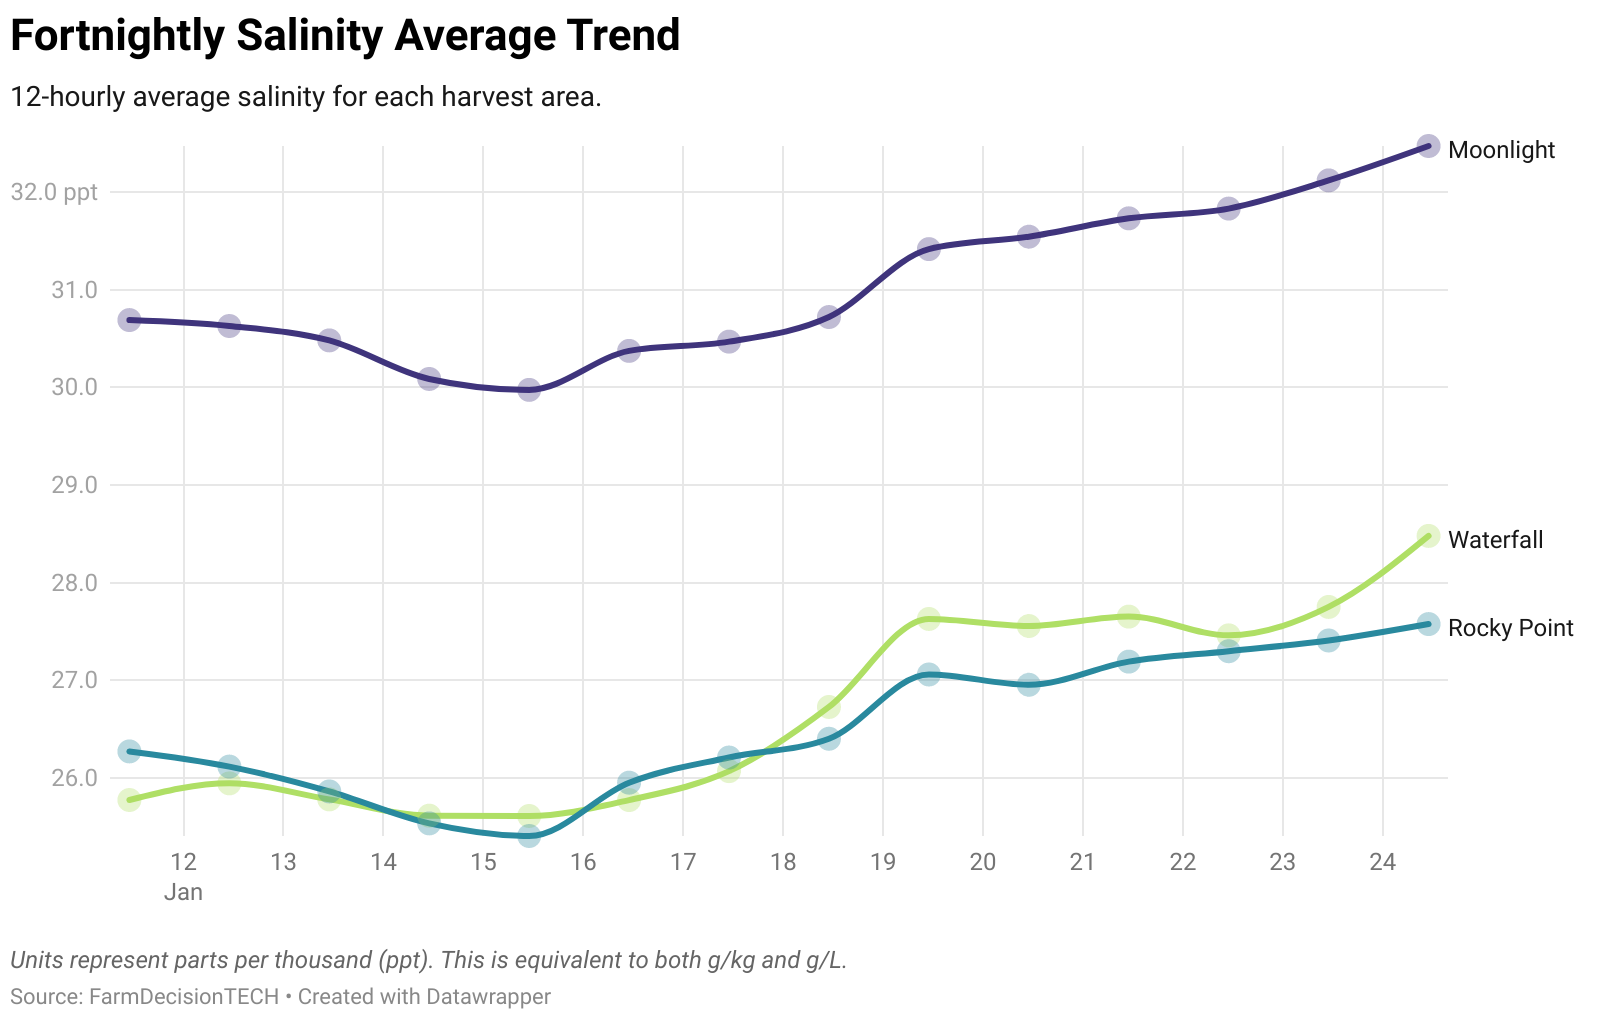 Fortnightly Salinity Average Trend
12-hourly average salinity for each harvest area.
Moonlight
32.0 ppt
31.0
30.0
29.0
Waterfall
28.0
Rocky Point
27.0
26.0
12 13 14 15 16 17 18 19 20 21 22 23 24
Jan
Units represent parts per thousand (ppt). This is equivalent to both g/kg and g/L.
Source: FarmDecisionTECH • Created with Datawrapper